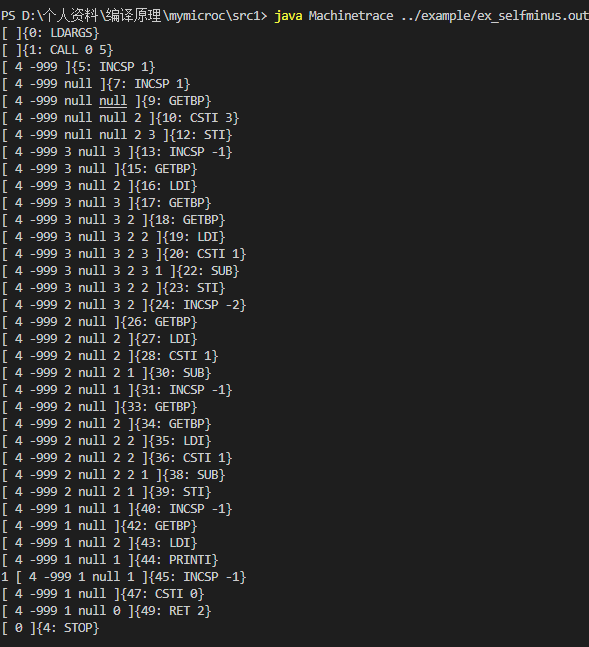 PS D:\个人资料\编译原理\mymicroc\src1> java Machinetrace ../example/ex_selfminus.out
[ ]{0: LDARGS}
[ ]{1: CALL 0 5}
[ 4 -999 ]{5: INCSP 1}
[ 4 -999 null ]{7: INCSP 1}
[ 4 -999 null null ]{9: GETBP}
[ 4 -999 null null 2 ]{10: CSTI 3}
[ 4 -999 null null 2 3 ]{12: STI}
[ 4 -999 3 null 3 ]{13: INCSP -1}
[ 4 -999 3 null ]{15: GETBP}
[ 4 -999 3 null 2 ]{16: LDI}
[ 4 -999 3 null 3 ]{17: GETBP}
[ 4 -999 3 null 3 2 ]{18: GETBP}
[ 4 -999 3 null 3 2 2 ]{19: LDI}
[ 4 -999 3 null 3 2 3 ]{20: CSTI 1}
[ 4 -999 3 null 3 2 3 1 ]{22: SUB}
[ 4 -999 3 null 3 2 2 ]{23: STI}
[ 4 -999 2 null 3 2 ]{24: INCSP -2}
[ 4 -999 2 null ]{26: GETBP}
[ 4 -999 2 null 2 ]{27: LDI}
[ 4 -999 2 null 2 ]{28: CSTI 1}
[ 4 -999 2 null 2 1 ]{30: SUB}
[ 4 -999 2 null 1 ]{31: INCSP -1}
[ 4 -999 2 null ]{33: GETBP}
[ 4 -999 2 null 2 ]{34: GETBP}
[ 4 -999 2 null 2 2 ]{35: LDI}
[ 4 -999 2 null 2 2 ]{36: CSTI 1}
[ 4 -999 2 null 2 2 1 ]{38: SUB}
[ 4 -999 2 null 2 1 ]{39: STI}
[ 4 -999 1 null 1 ]{40: INCSP -1}
[ 4 -999 1 null ]{42: GETBP}
[ 4 -999 1 null 2 ]{43: LDI}
[ 4 -999 1 null 1 ]{44: PRINTI}
1 [ 4 -999 1 null 1 ]{45: INCSP -1}
[ 4 -999 1 null ]{47: CSTI 0}
[ 4 -999 1 null 0 ]{49: RET 2}
[ 0 ]{4: STOP}